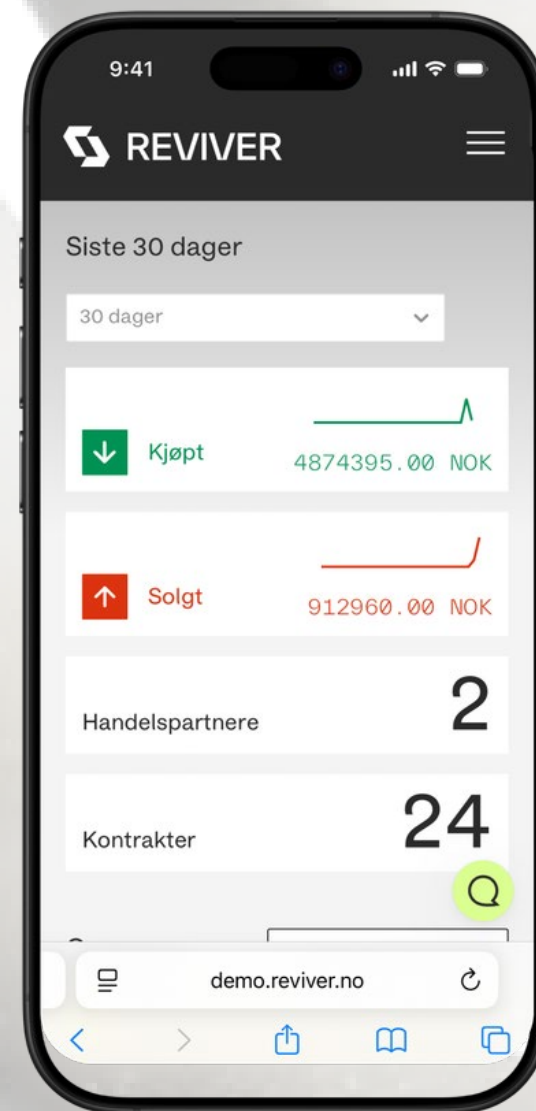 9:41
REVIVER
Siste 30 dager
30 dager
Kjøpt
4874395.00 NOK
Solgt
912960.00 NOK
Handelspartnere
2
Kontrakter
24
demo.reviver.no